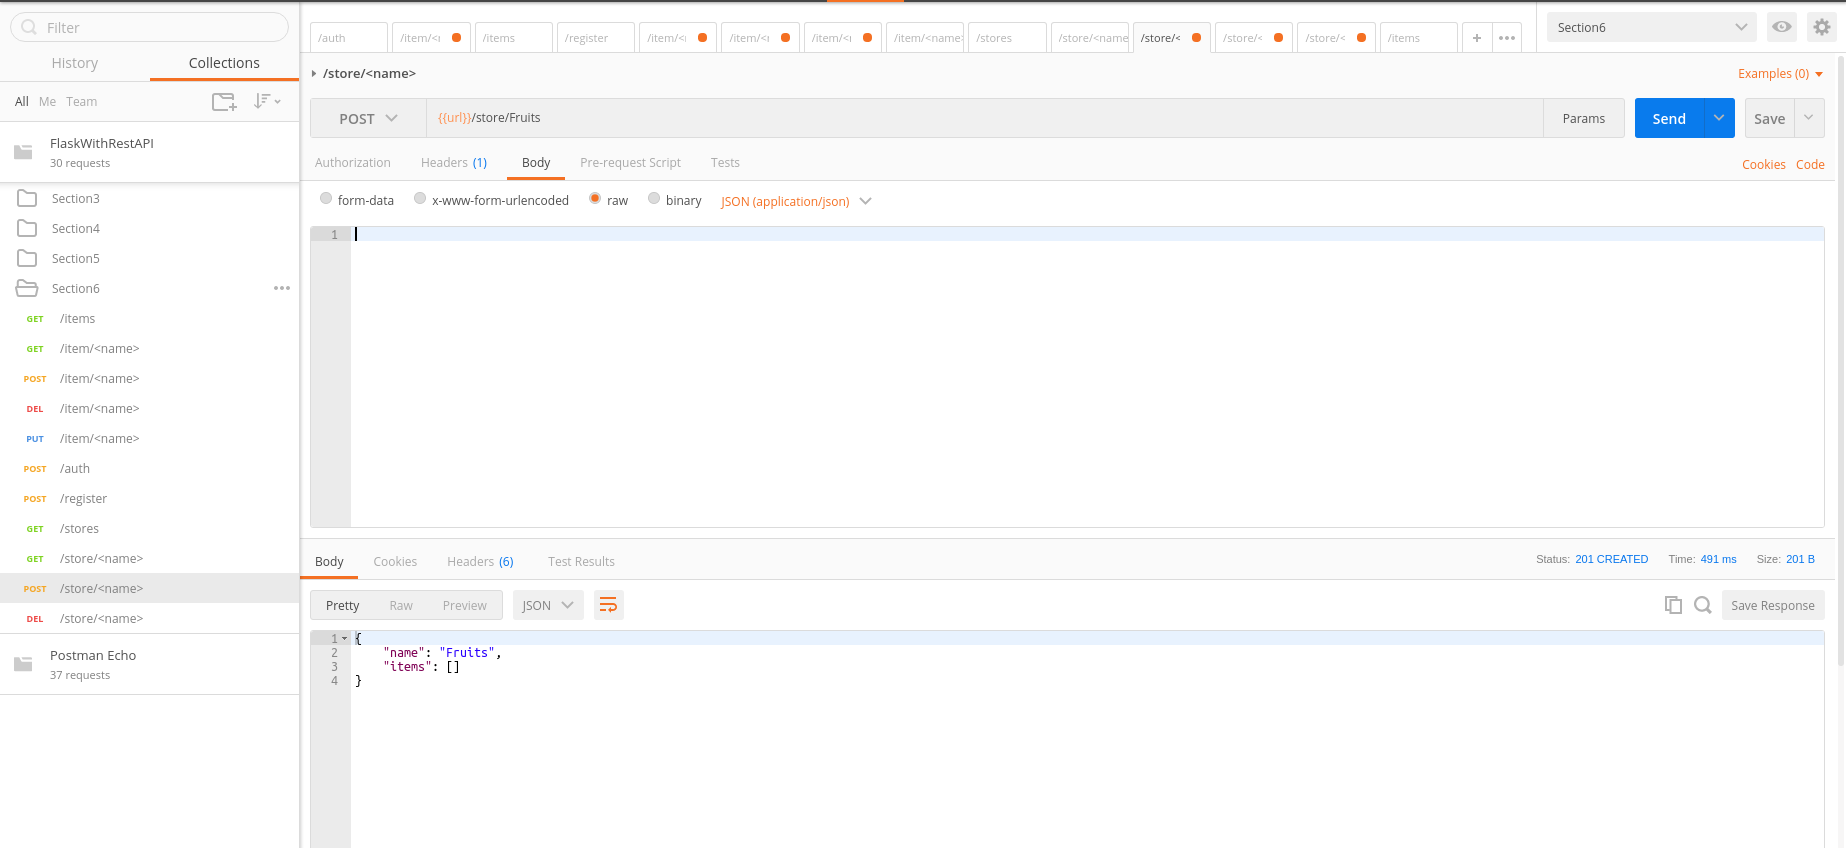 Filter
History Collections
All Me Team
FlaskWithRestAPI
30 requests
Section3
Section4
Section5
Section6
GET /items
GET /item/<name>
POST /item/<name>
DEL /item/<name>
PUT /item/<name>
POST /auth
POST /register
GET /stores
GET /store/<name>
POST /store/<name>
DEL /store/<name>
Postman Echo
37 requests
/auth /item/<i /items /register /item/<i /item/<i /item/<i /item/<name> /stores /store/<name /store/< /store/< /store/< /items + •••
Section6
/store/<name>
Examples (0)
POST {{url}}/store/Fruits Params Send Save
Authorization Headers (1) Body Pre-request Script Tests Cookies Code
form-data x-www-form-urlencoded raw binary JSON (application/json)
1
Body Cookies Headers (6) Test Results Status: 201 CREATED Time: 491 ms Size: 201 B
Pretty Raw Preview JSON Save Response
1 {
2 "name": "Fruits",
3 "items": []
4 }